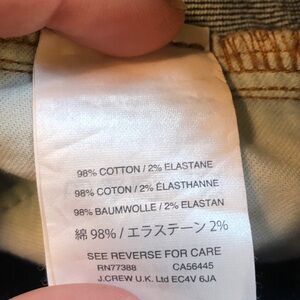 98% COTTON / 2% ELASTANE
98% COTON / 2% ÉLASTHANNE
98% BAUMWOLLE / 2% ELASTAN
綿 98% / エラステーン 2%
SEE REVERSE FOR CARE
RN77388 CA56445
J.CREW U.K. Ltd EC4V 6JA